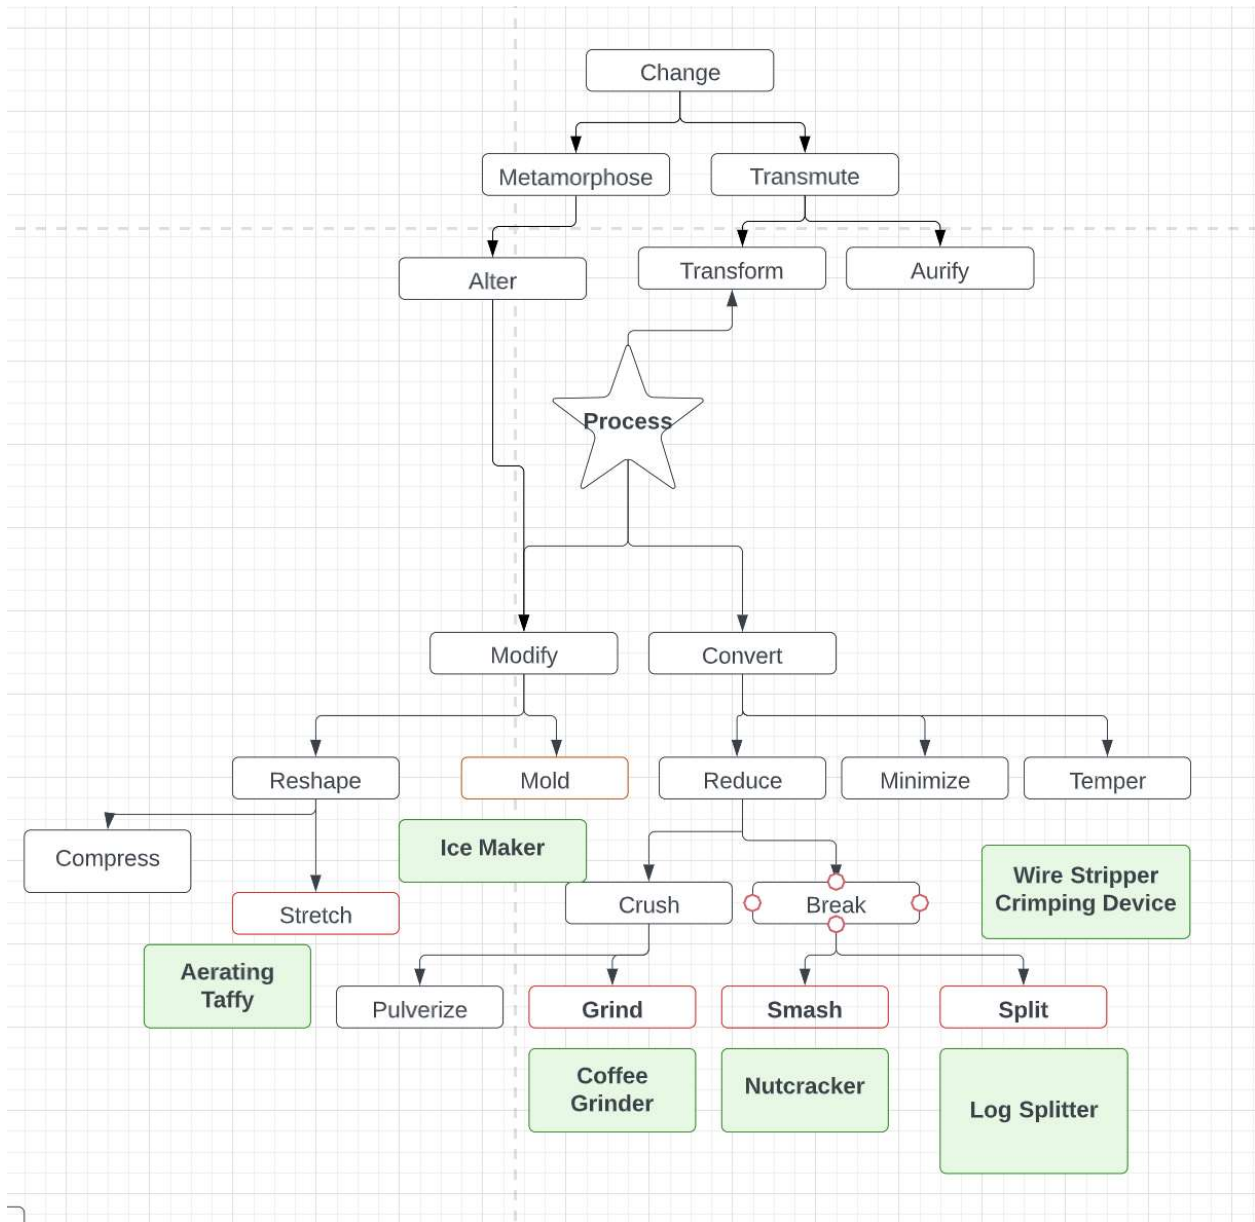 Change
Metamorphose
Transmute
Alter
Transform
Aurify
Process
Modify
Convert
Reshape
Mold
Reduce
Minimize
Temper
Compress
Ice Maker
Stretch
Crush
Break
Wire Stripper
Crimping Device
Aerating
Taffy
Pulverize
Grind
Smash
Split
Coffee
Grinder
Nutcracker
Log Splitter